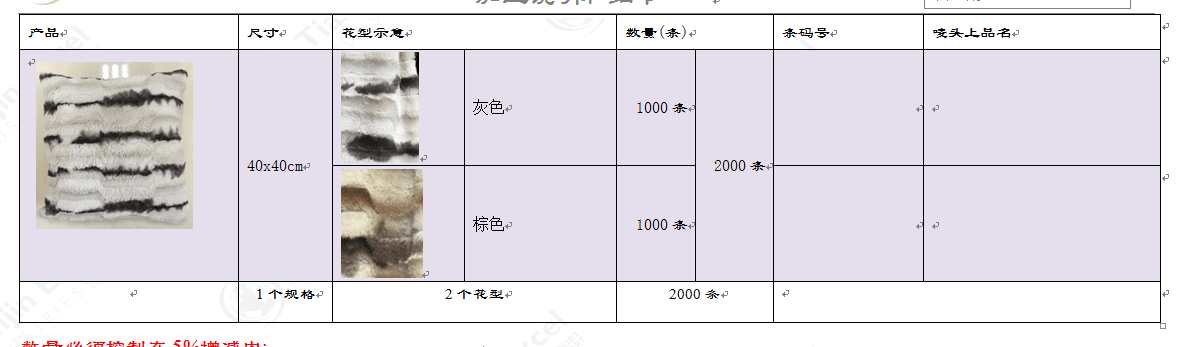 产品 尺寸 花型示意 数量(条) 条码号 唛头上品名
灰色 1000 条
40x40cm 2000 条
棕色 1000 条
1 个规格 2 个花型 2000 条
数量必须控制在 5%增减内: